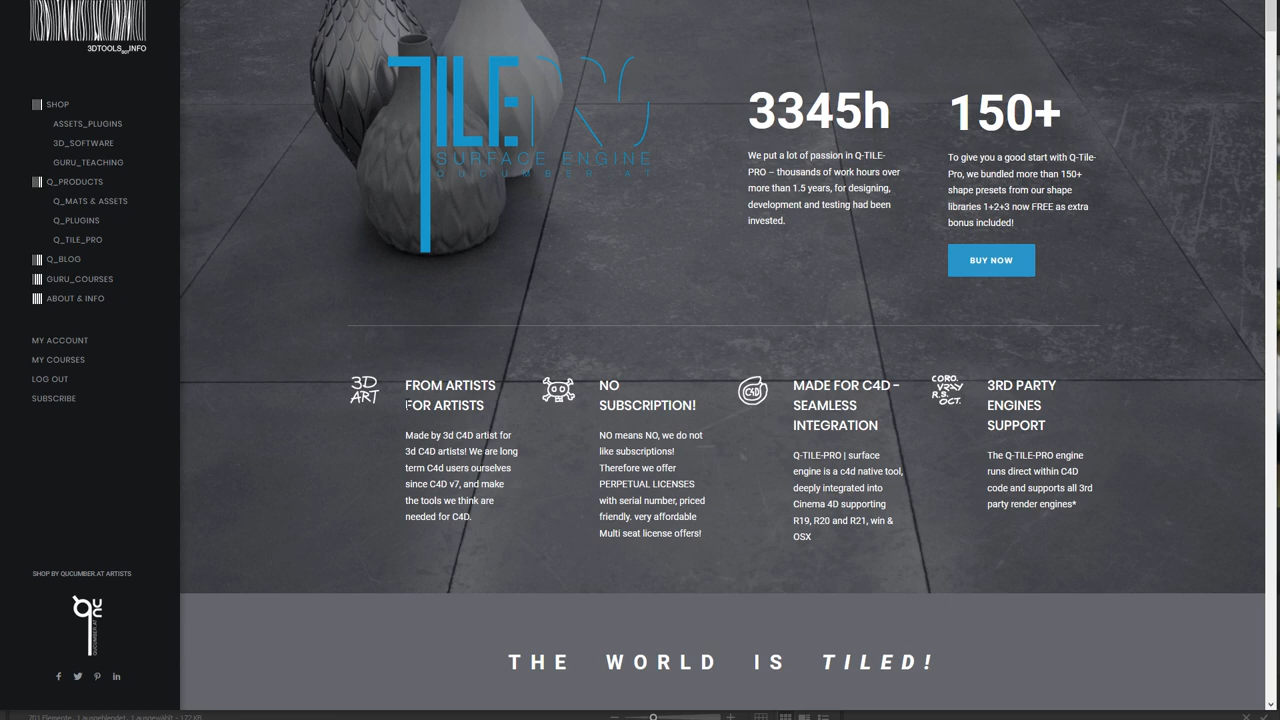 3DTOOLS DOT INFO
SHOP
ASSETS_PLUGINS
3D_SOFTWARE
GURU_TEACHING
Q_PRODUCTS
Q_MATS & ASSETS
Q_PLUGINS
Q_TILE_PRO
Q_BLOG
GURU_COURSES
ABOUT & INFO
MY ACCOUNT
MY COURSES
LOG OUT
SUBSCRIBE
SHOP BY QUCUMBER.AT ARTISTS
QUC
QUCUMBER.AT
TILE PRO
SURFACE ENGINE
QUCUMBER AT
3345h
We put a lot of passion in Q-TILE-
PRO – thousands of work hours over
more than 1.5 years, for designing,
development and testing had been
invested.
150+
To give you a good start with Q-Tile-
Pro, we bundled more than 150+
shape presets from our shape
libraries 1+2+3 now FREE as extra
bonus included!
BUY NOW
3D
ART
FROM ARTISTS
FOR ARTISTS
Made by 3d C4D artist for
3d C4D artists! We are long
term C4d users ourselves
since C4D v7, and make
the tools we think are
needed for C4D.
NO
SUBSCRIPTION!
NO means NO, we do not
like subscriptions!
Therefore we offer
PERPETUAL LICENSES
with serial number, priced
friendly. very affordable
Multi seat license offers!
C4D
MADE FOR C4D –
SEAMLESS
INTEGRATION
Q-TILE-PRO | surface
engine is a c4d native tool,
deeply integrated into
Cinema 4D supporting
R19, R20 and R21, win &
OSX
CORO.
VRAY
R.S.
OCT.
3RD PARTY
ENGINES
SUPPORT
The Q-TILE-PRO engine
runs direct within C4D
code and supports all 3rd
party render engines*
THE WORLD IS TILED!